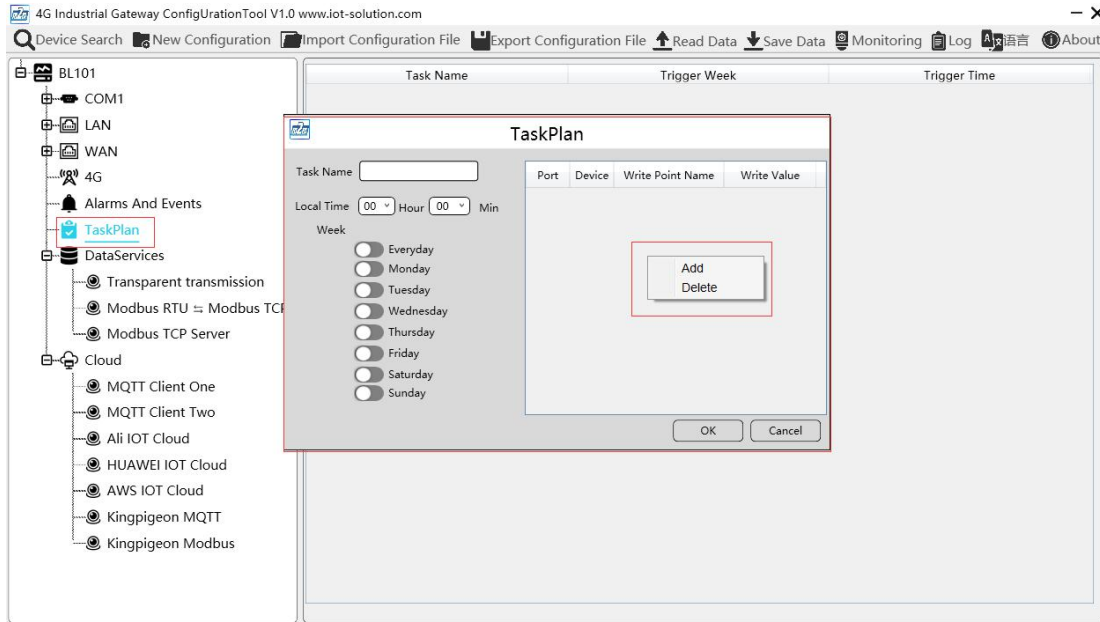 4G Industrial Gateway ConfigUrationTool V1.0 www.iot-solution.com
Device Search New Configuration Import Configuration File Export Configuration File Read Data Save Data Monitoring Log 语言 About
BL101
COM1
LAN
WAN
4G
Alarms And Events
TaskPlan
DataServices
Transparent transmission
Modbus RTU ⇆ Modbus TCP
Modbus TCP Server
Cloud
MQTT Client One
MQTT Client Two
Ali IOT Cloud
HUAWEI IOT Cloud
AWS IOT Cloud
Kingpigeon MQTT
Kingpigeon Modbus
Task Name Trigger Week Trigger Time
TaskPlan
Task Name
Local Time 00 Hour 00 Min
Week
Everyday
Monday
Tuesday
Wednesday
Thursday
Friday
Saturday
Sunday
Port Device Write Point Name Write Value
Add
Delete
OK Cancel